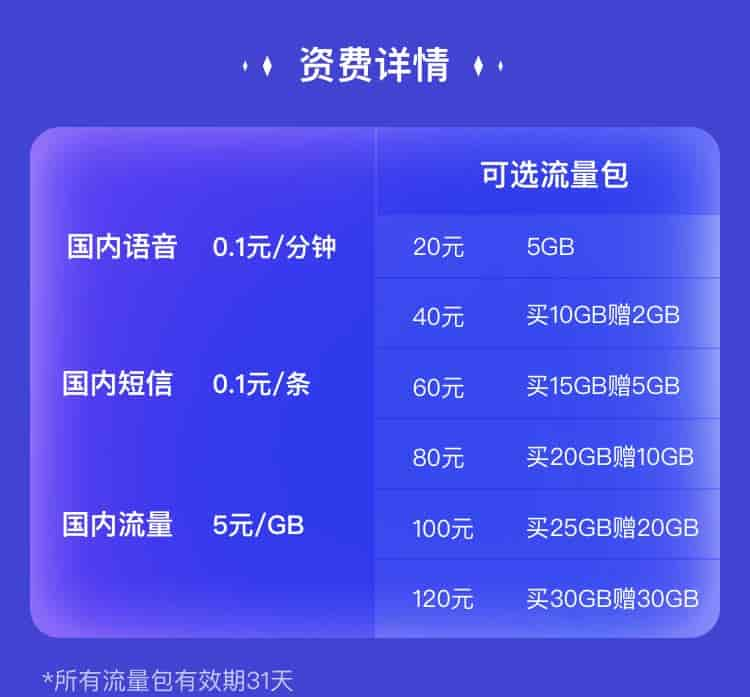 资费详情
可选流量包
国内语音 0.1元/分钟
20元 5GB
40元 买10GB赠2GB
国内短信 0.1元/条
60元 买15GB赠5GB
80元 买20GB赠10GB
国内流量 5元/GB
100元 买25GB赠20GB
120元 买30GB赠30GB
*所有流量包有效期31天